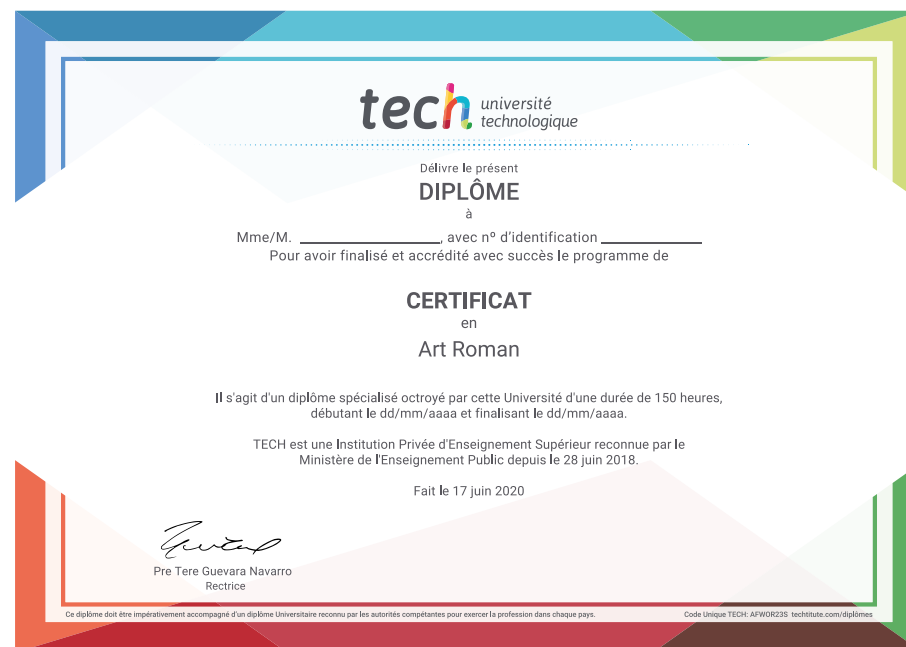 tech université
technologique
Délivre le présent
DIPLÔME
à
Mme/M. ____________________, avec nº d'identification ______________
Pour avoir finalisé et accrédité avec succès le programme de
CERTIFICAT
en
Art Roman
Il s'agit d'un diplôme spécialisé octroyé par cette Université d'une durée de 150 heures,
débutant le dd/mm/aaaa et finalisant le dd/mm/aaaa.
TECH est une Institution Privée d'Enseignement Supérieur reconnue par le
Ministère de l'Enseignement Public depuis le 28 juin 2018.
Fait le 17 juin 2020
Pre Tere Guevara Navarro
Rectrice
Ce diplôme doit être impérativement accompagné d'un diplôme Universitaire reconnu par les autorités compétantes pour exercer la profession dans chaque pays.
Code Unique TECH: AFWOR23S techtitute.com/diplômes